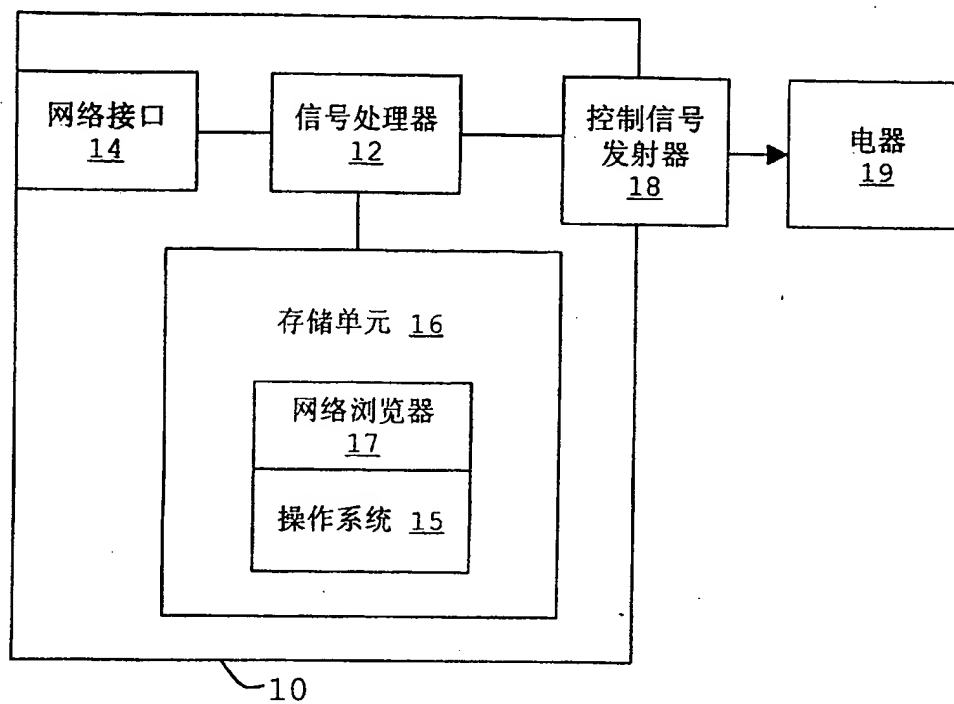 网络接口
14
信号处理器
12
控制信号
发射器
18
电器
19
存储单元 16
网络浏览器
17
操作系统 15
10